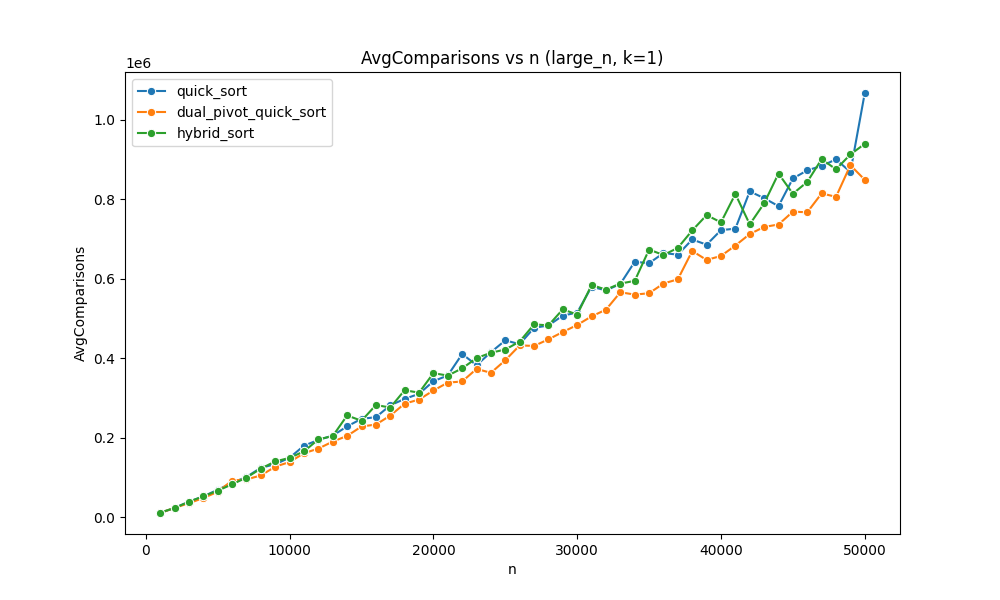 AvgComparisons vs n (large_n, k=1)
1e6
quick_sort
dual_pivot_quick_sort
hybrid_sort
AvgComparisons
1.0
0.8
0.6
0.4
0.2
0.0
0
10000
20000
30000
40000
50000
n